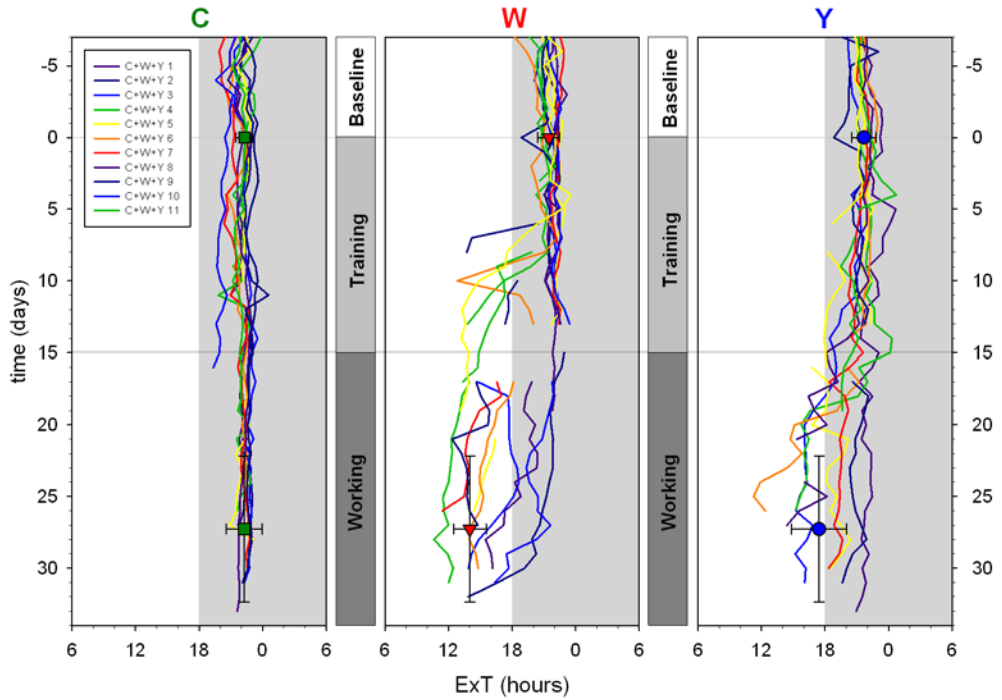 C W Y
C+W+Y 1
C+W+Y 2
C+W+Y 3
C+W+Y 4
C+W+Y 5
C+W+Y 6
C+W+Y 7
C+W+Y 8
C+W+Y 9
C+W+Y 10
C+W+Y 11
time (days)
-5
0
5
10
15
20
25
30
Baseline
Training
Working
Baseline
Training
Working
-5
0
5
10
15
20
25
30
6 12 18 0 6
6 12 18 0 6
6 12 18 0 6
ExT (hours)